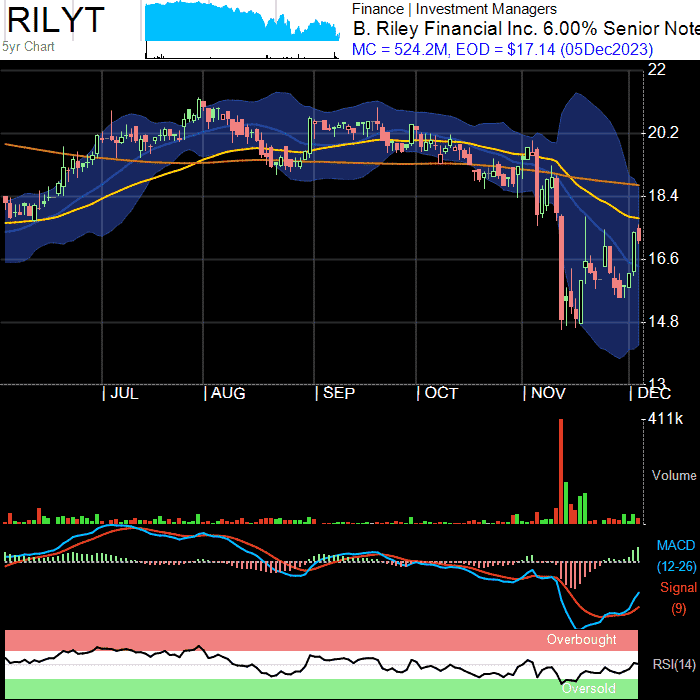 RILYT
5yr Chart
Finance | Investment Managers
B. Riley Financial Inc. 6.00% Senior Note
MC = 524.2M, EOD = $17.14 (05Dec2023)
22
20.2
18.4
16.6
14.8
13
| JUL | AUG | SEP | OCT | NOV | DEC
411k
Volume
MACD
(12-26)
Signal
(9)
Overbought
RSI(14)
Oversold